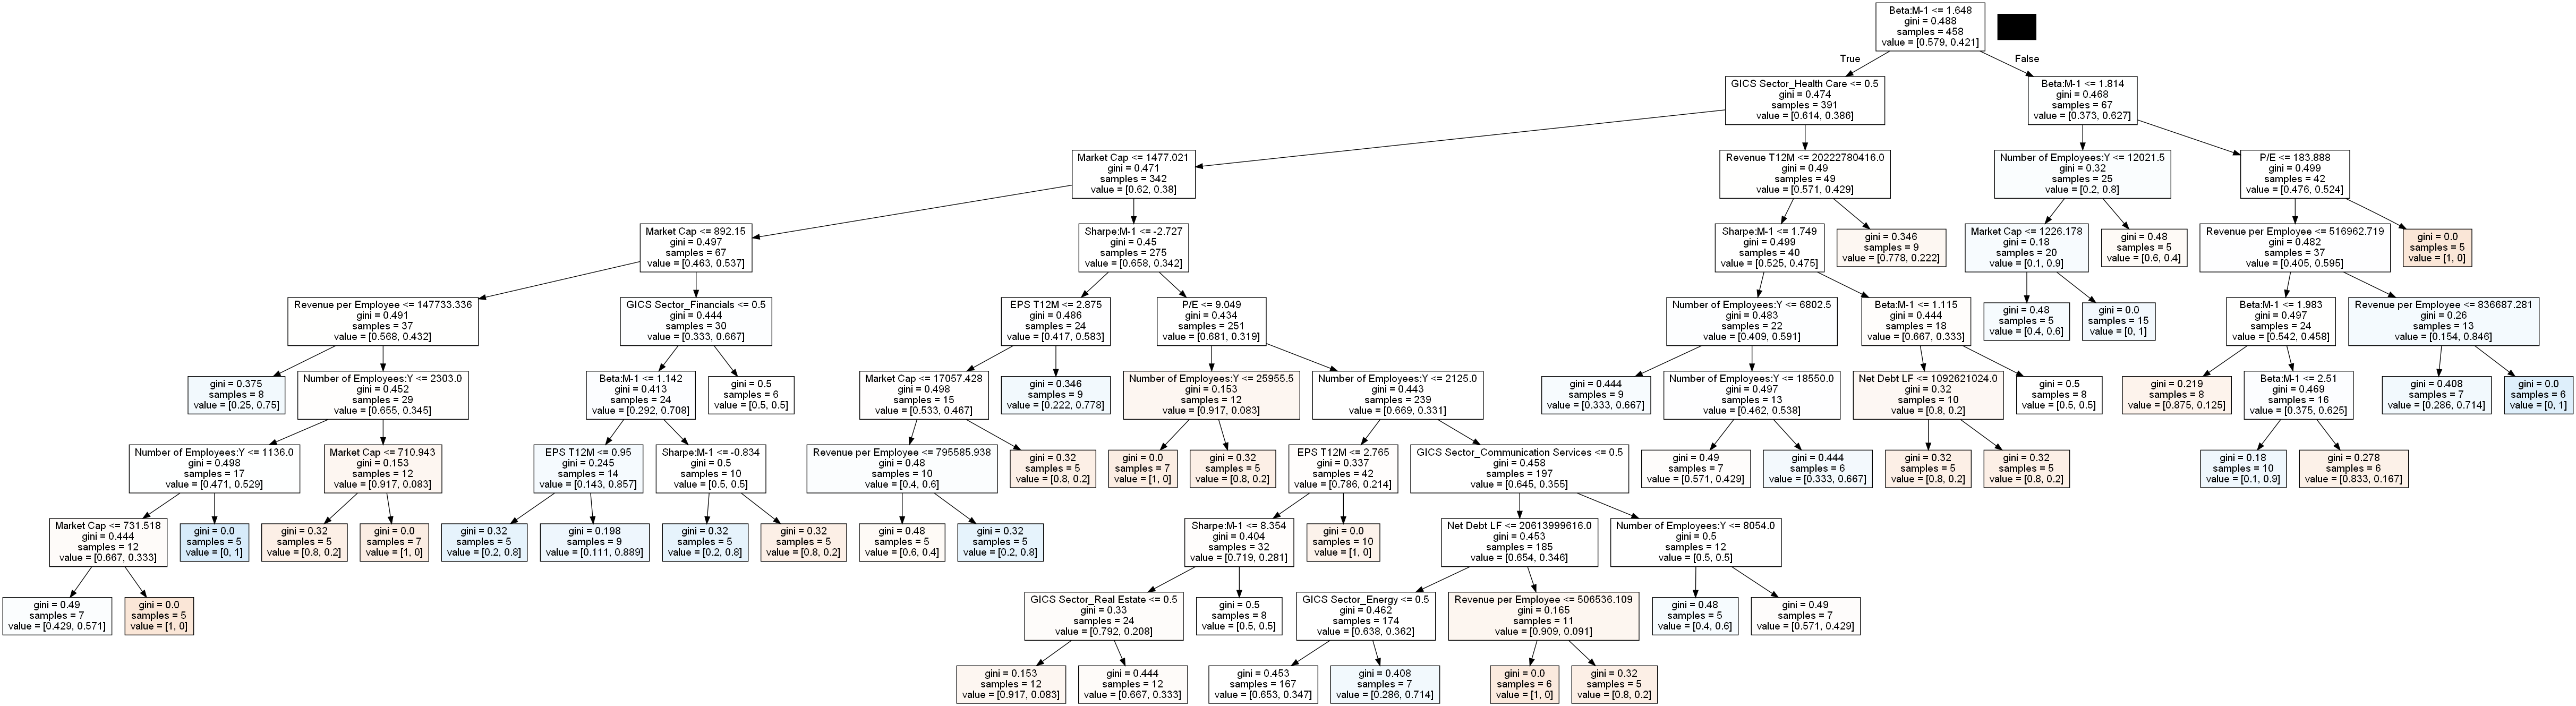 Beta:M-1 <= 1.648
gini = 0.488
samples = 458
value = [0.579, 0.421]
True
False
GICS Sector_Health Care <= 0.5
gini = 0.474
samples = 391
value = [0.614, 0.386]
Beta:M-1 <= 1.814
gini = 0.468
samples = 67
value = [0.373, 0.627]
Market Cap <= 1477.021
gini = 0.471
samples = 342
value = [0.62, 0.38]
Revenue T12M <= 20222780416.0
gini = 0.49
samples = 49
value = [0.571, 0.429]
Number of Employees:Y <= 12021.5
gini = 0.32
samples = 25
value = [0.2, 0.8]
P/E <= 183.888
gini = 0.499
samples = 42
value = [0.476, 0.524]
Market Cap <= 892.15
gini = 0.497
samples = 67
value = [0.463, 0.537]
Sharpe:M-1 <= -2.727
gini = 0.45
samples = 275
value = [0.658, 0.342]
Sharpe:M-1 <= 1.749
gini = 0.499
samples = 40
value = [0.525, 0.475]
gini = 0.346
samples = 9
value = [0.778, 0.222]
Market Cap <= 1226.178
gini = 0.18
samples = 20
value = [0.1, 0.9]
gini = 0.48
samples = 5
value = [0.6, 0.4]
Revenue per Employee <= 516962.719
gini = 0.482
samples = 37
value = [0.405, 0.595]
gini = 0.0
samples = 5
value = [1, 0]
Revenue per Employee <= 147733.336
gini = 0.491
samples = 37
value = [0.568, 0.432]
GICS Sector_Financials <= 0.5
gini = 0.444
samples = 30
value = [0.333, 0.667]
EPS T12M <= 2.875
gini = 0.486
samples = 24
value = [0.417, 0.583]
P/E <= 9.049
gini = 0.434
samples = 251
value = [0.681, 0.319]
Number of Employees:Y <= 6802.5
gini = 0.483
samples = 22
value = [0.409, 0.591]
Beta:M-1 <= 1.115
gini = 0.444
samples = 18
value = [0.667, 0.333]
gini = 0.48
samples = 5
value = [0.4, 0.6]
gini = 0.0
samples = 15
value = [0, 1]
Beta:M-1 <= 1.983
gini = 0.497
samples = 24
value = [0.542, 0.458]
Revenue per Employee <= 836687.281
gini = 0.26
samples = 13
value = [0.154, 0.846]
gini = 0.375
samples = 8
value = [0.25, 0.75]
Number of Employees:Y <= 2303.0
gini = 0.452
samples = 29
value = [0.655, 0.345]
Beta:M-1 <= 1.142
gini = 0.413
samples = 24
value = [0.292, 0.708]
gini = 0.5
samples = 6
value = [0.5, 0.5]
Market Cap <= 17057.428
gini = 0.498
samples = 15
value = [0.533, 0.467]
gini = 0.346
samples = 9
value = [0.222, 0.778]
Number of Employees:Y <= 25955.5
gini = 0.153
samples = 12
value = [0.917, 0.083]
Number of Employees:Y <= 2125.0
gini = 0.443
samples = 239
value = [0.669, 0.331]
gini = 0.444
samples = 9
value = [0.333, 0.667]
Number of Employees:Y <= 18550.0
gini = 0.497
samples = 13
value = [0.462, 0.538]
Net Debt LF <= 1092621024.0
gini = 0.32
samples = 10
value = [0.8, 0.2]
gini = 0.5
samples = 8
value = [0.5, 0.5]
gini = 0.219
samples = 8
value = [0.875, 0.125]
Beta:M-1 <= 2.51
gini = 0.469
samples = 16
value = [0.375, 0.625]
gini = 0.408
samples = 7
value = [0.286, 0.714]
gini = 0.0
samples = 6
value = [0, 1]
Number of Employees:Y <= 1136.0
gini = 0.498
samples = 17
value = [0.471, 0.529]
Market Cap <= 710.943
gini = 0.153
samples = 12
value = [0.917, 0.083]
EPS T12M <= 0.95
gini = 0.245
samples = 14
value = [0.143, 0.857]
Sharpe:M-1 <= -0.834
gini = 0.5
samples = 10
value = [0.5, 0.5]
Revenue per Employee <= 795585.938
gini = 0.48
samples = 10
value = [0.4, 0.6]
gini = 0.32
samples = 5
value = [0.8, 0.2]
gini = 0.0
samples = 7
value = [1, 0]
gini = 0.32
samples = 5
value = [0.8, 0.2]
EPS T12M <= 2.765
gini = 0.337
samples = 42
value = [0.786, 0.214]
GICS Sector_Communication Services <= 0.5
gini = 0.458
samples = 197
value = [0.645, 0.355]
gini = 0.49
samples = 7
value = [0.571, 0.429]
gini = 0.444
samples = 6
value = [0.333, 0.667]
gini = 0.32
samples = 5
value = [0.8, 0.2]
gini = 0.32
samples = 5
value = [0.8, 0.2]
gini = 0.18
samples = 10
value = [0.1, 0.9]
gini = 0.278
samples = 6
value = [0.833, 0.167]
Market Cap <= 731.518
gini = 0.444
samples = 12
value = [0.667, 0.333]
gini = 0.0
samples = 5
value = [0, 1]
gini = 0.32
samples = 5
value = [0.8, 0.2]
gini = 0.0
samples = 7
value = [1, 0]
gini = 0.32
samples = 5
value = [0.2, 0.8]
gini = 0.198
samples = 9
value = [0.111, 0.889]
gini = 0.32
samples = 5
value = [0.2, 0.8]
gini = 0.32
samples = 5
value = [0.8, 0.2]
gini = 0.48
samples = 5
value = [0.6, 0.4]
gini = 0.32
samples = 5
value = [0.2, 0.8]
Sharpe:M-1 <= 8.354
gini = 0.404
samples = 32
value = [0.719, 0.281]
gini = 0.0
samples = 10
value = [1, 0]
Net Debt LF <= 20613999616.0
gini = 0.453
samples = 185
value = [0.654, 0.346]
Number of Employees:Y <= 8054.0
gini = 0.5
samples = 12
value = [0.5, 0.5]
gini = 0.49
samples = 7
value = [0.429, 0.571]
gini = 0.0
samples = 5
value = [1, 0]
GICS Sector_Real Estate <= 0.5
gini = 0.33
samples = 24
value = [0.792, 0.208]
gini = 0.5
samples = 8
value = [0.5, 0.5]
GICS Sector_Energy <= 0.5
gini = 0.462
samples = 174
value = [0.638, 0.362]
Revenue per Employee <= 506536.109
gini = 0.165
samples = 11
value = [0.909, 0.091]
gini = 0.48
samples = 5
value = [0.4, 0.6]
gini = 0.49
samples = 7
value = [0.571, 0.429]
gini = 0.153
samples = 12
value = [0.917, 0.083]
gini = 0.444
samples = 12
value = [0.667, 0.333]
gini = 0.453
samples = 167
value = [0.653, 0.347]
gini = 0.408
samples = 7
value = [0.286, 0.714]
gini = 0.0
samples = 6
value = [1, 0]
gini = 0.32
samples = 5
value = [0.8, 0.2]